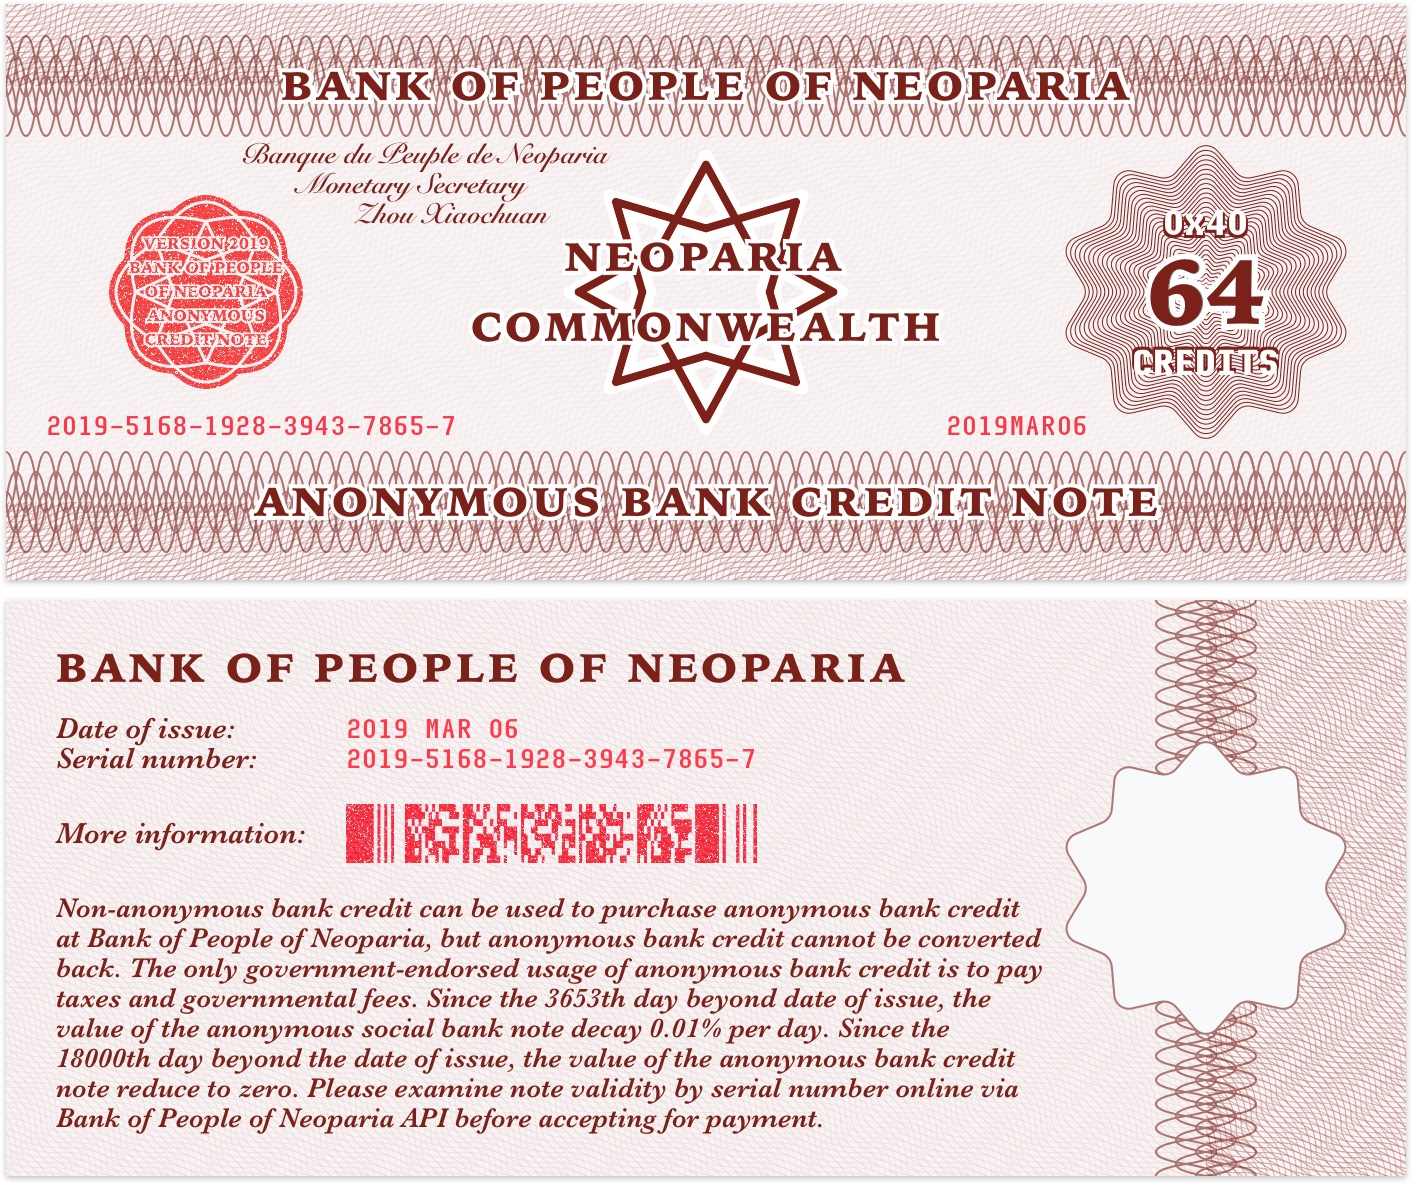 BANK OF PEOPLE OF NEOPARIA
Banque du Peuple de Neoparia
Monetary Secretary
Zhou Xiaochuan
VERSION 2019
BANK OF PEOPLE
OF NEOPARIA
ANONYMOUS
CREDIT NOTE
NEOPARIA
COMMONWEALTH
0x40
64
CREDITS
2019-5168-1928-3943-7865-7
2019MAR06
ANONYMOUS BANK CREDIT NOTE
BANK OF PEOPLE OF NEOPARIA
Date of issue: 2019 MAR 06
Serial number: 2019-5168-1928-3943-7865-7
More information:
Non-anonymous bank credit can be used to purchase anonymous bank credit
at Bank of People of Neoparia, but anonymous bank credit cannot be converted
back. The only government-endorsed usage of anonymous bank credit is to pay
taxes and governmental fees. Since the 3653th day beyond date of issue, the
value of the anonymous social bank note decay 0.01% per day. Since the
18000th day beyond the date of issue, the value of the anonymous bank credit
note reduce to zero. Please examine note validity by serial number online via
Bank of People of Neoparia API before accepting for payment.